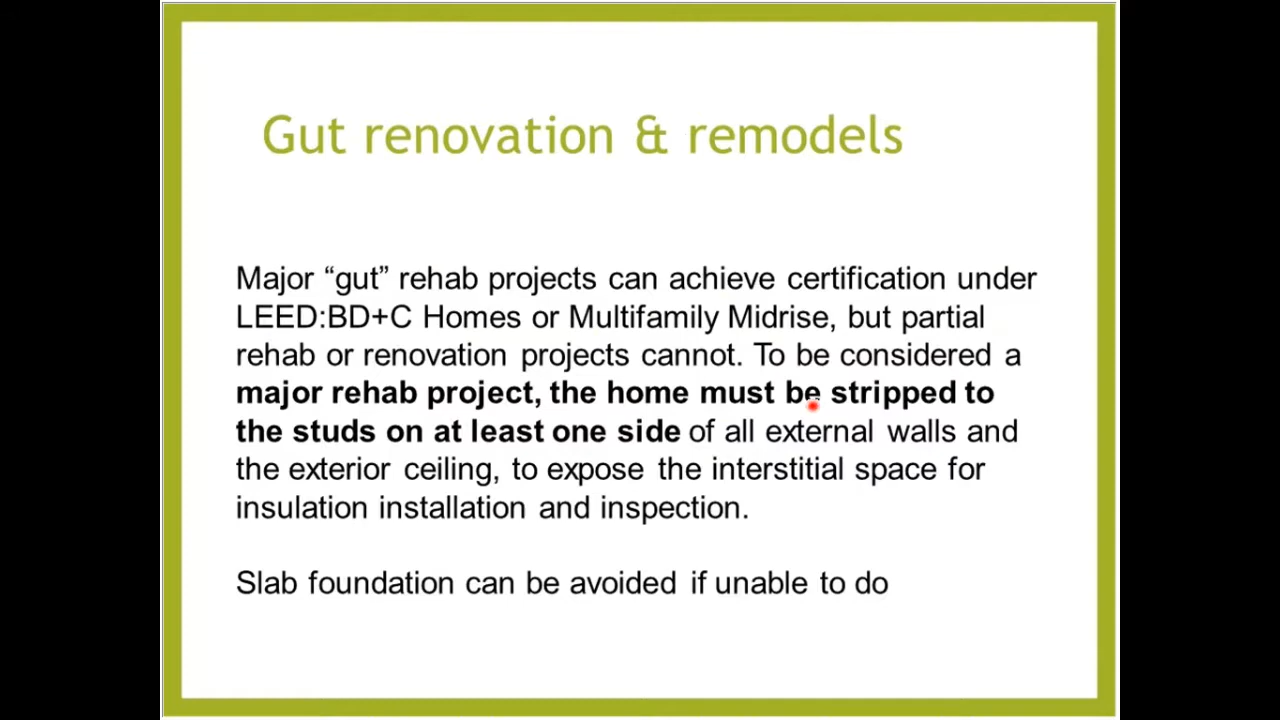 Gut renovation & remodels
Major “gut” rehab projects can achieve certification under
LEED:BD+C Homes or Multifamily Midrise, but partial
rehab or renovation projects cannot. To be considered a
major rehab project, the home must be stripped to
the studs on at least one side of all external walls and
the exterior ceiling, to expose the interstitial space for
insulation installation and inspection.
Slab foundation can be avoided if unable to do